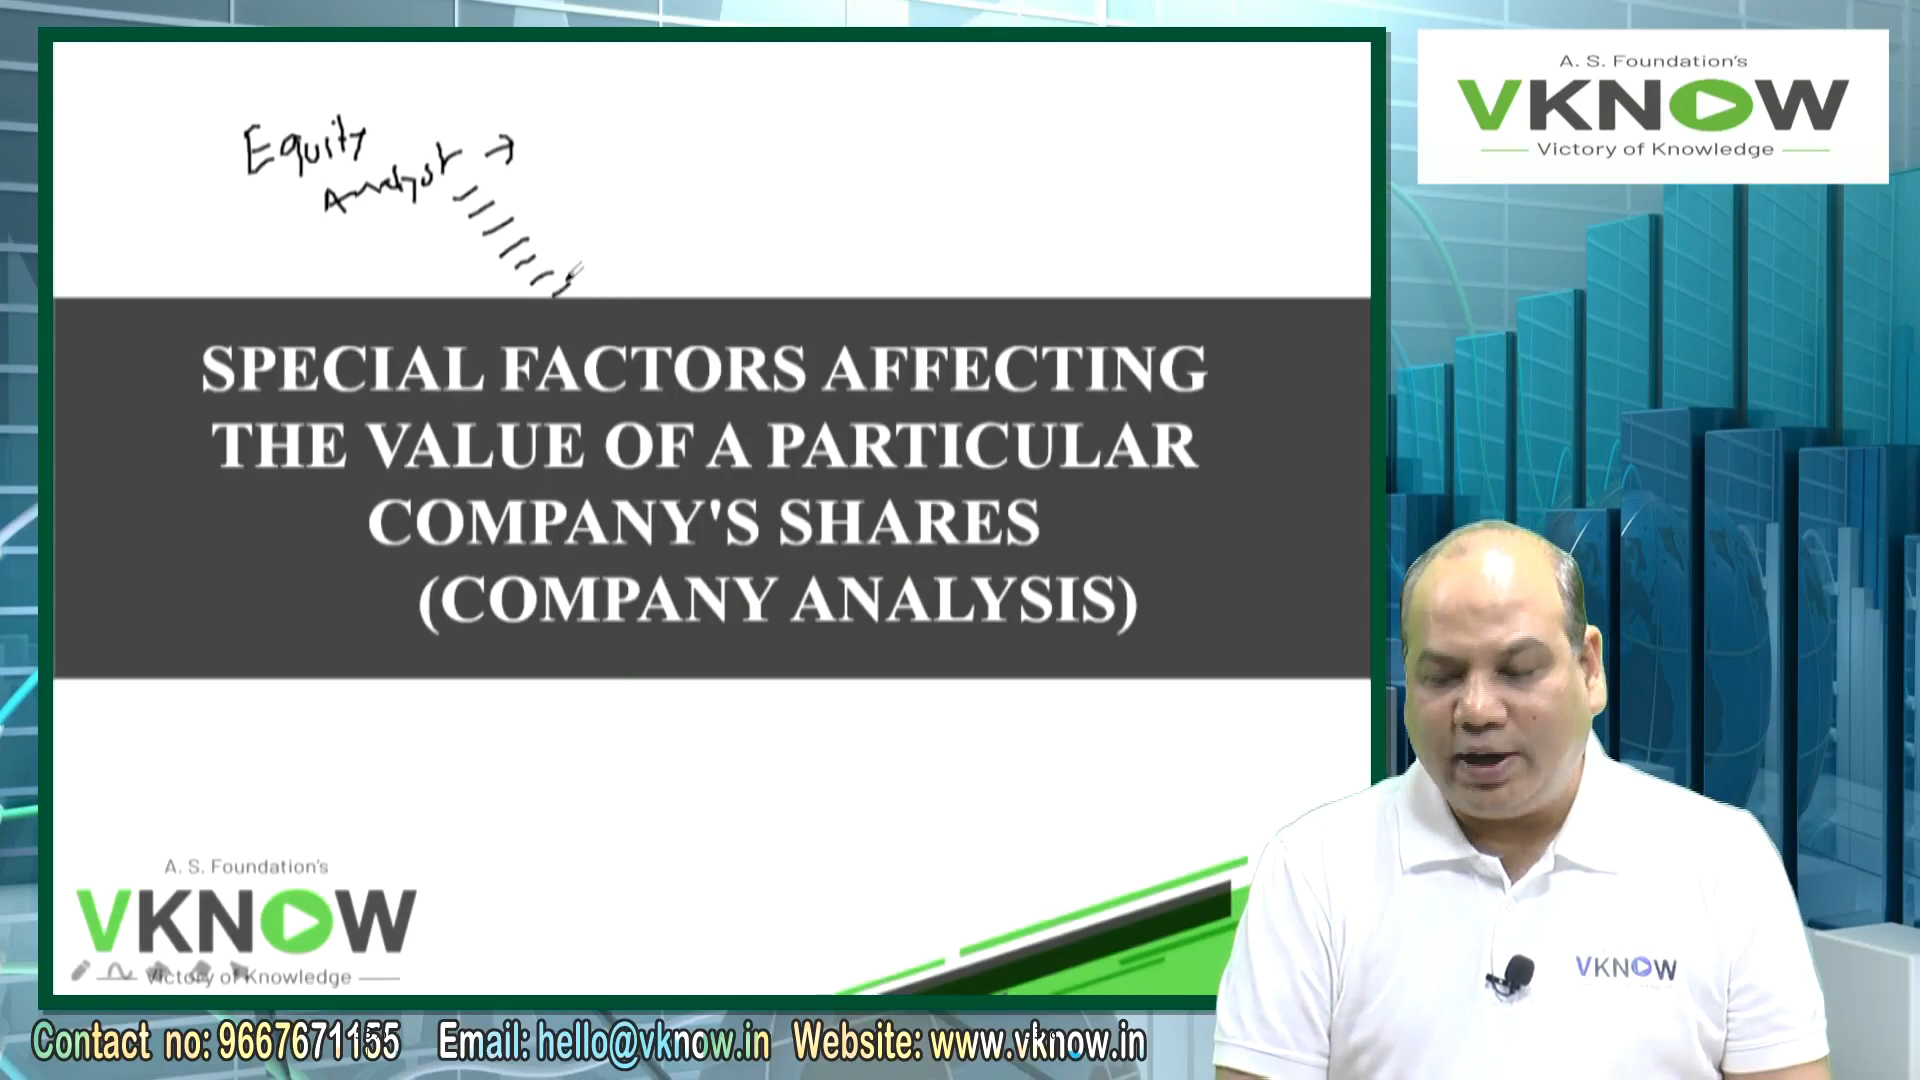 Equity
Analyst →
SPECIAL FACTORS AFFECTING
THE VALUE OF A PARTICULAR
COMPANY'S SHARES
(COMPANY ANALYSIS)
A. S. Foundation's
VKNOW
Victory of Knowledge
A. S. Foundation's
VKNOW
Victory of Knowledge
VKNOW
Contact no: 9667671155 Email: hello@vknow.in Website: www.vknow.in